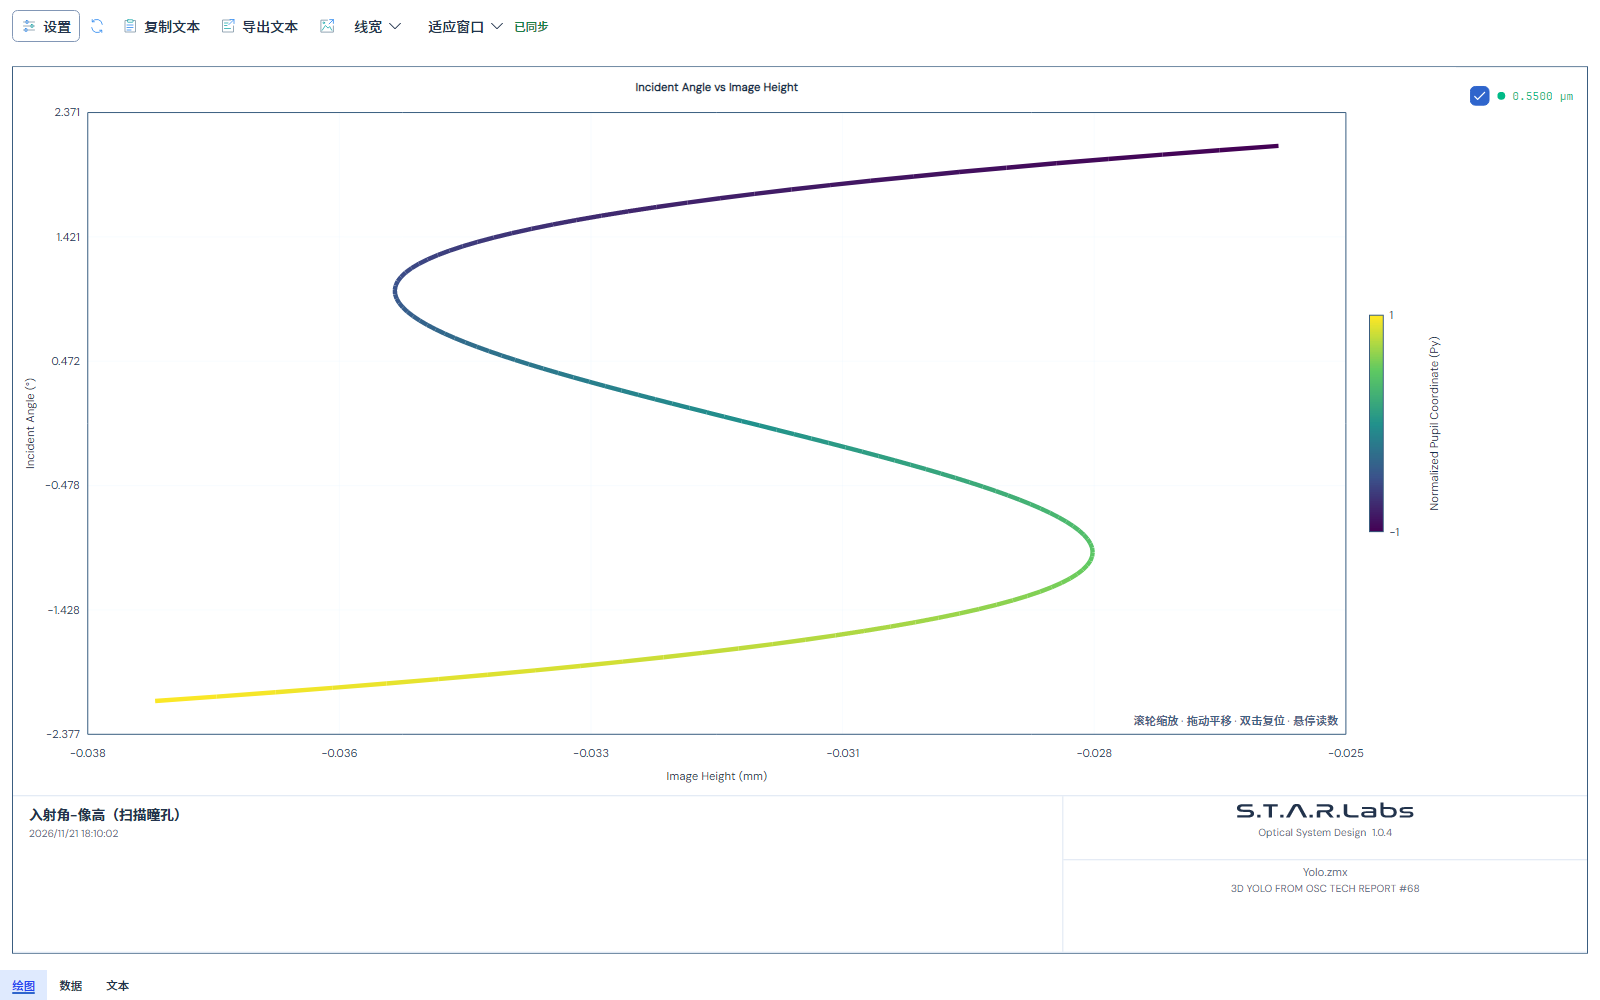 设置 复制文本 导出文本 线宽 适应窗口 已同步
Incident Angle vs Image Height
0.5500 μm
2.371
1.421
0.472
-0.478
-1.428
-2.377
Incident Angle (°)
-0.038 -0.036 -0.033 -0.031 -0.028 -0.025
Image Height (mm)
滚轮缩放 · 拖动平移 · 双击复位 · 悬停读数
1
-1
Normalized Pupil Coordinate (Py)
入射角-像高（扫描瞳孔）
2026/11/21 18:10:02
S.T.A.R.Labs
Optical System Design 1.0.4
Yolo.zmx
3D YOLO FROM OSC TECH REPORT #68
绘图 数据 文本